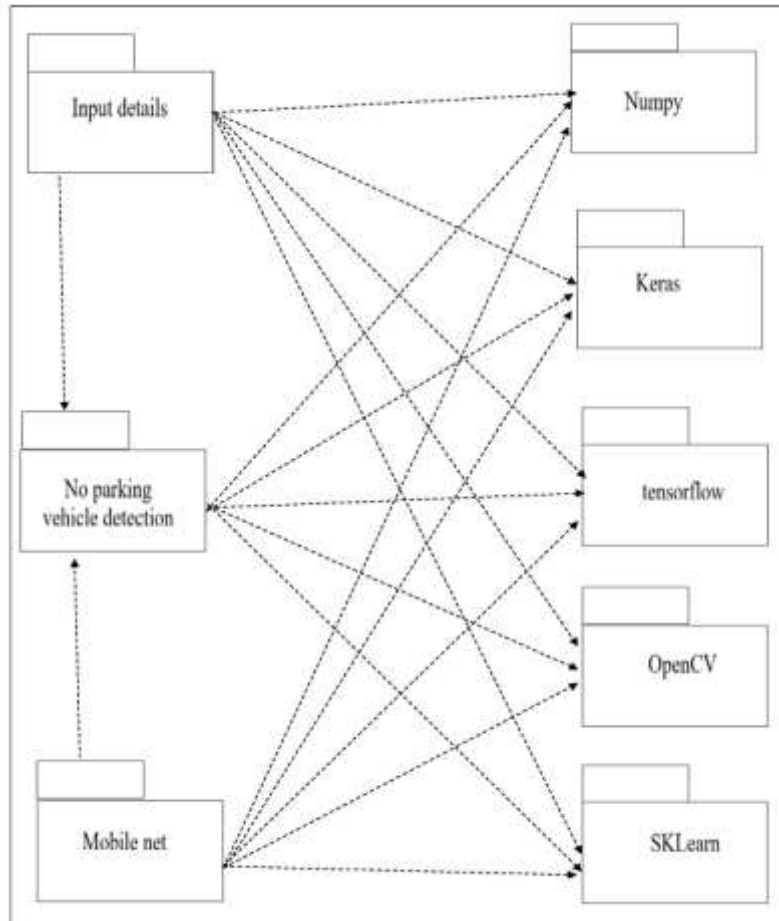 Input details
Numpy
Keras
No parking
vehicle detection
tensorflow
OpenCV
Mobile net
SKLearn